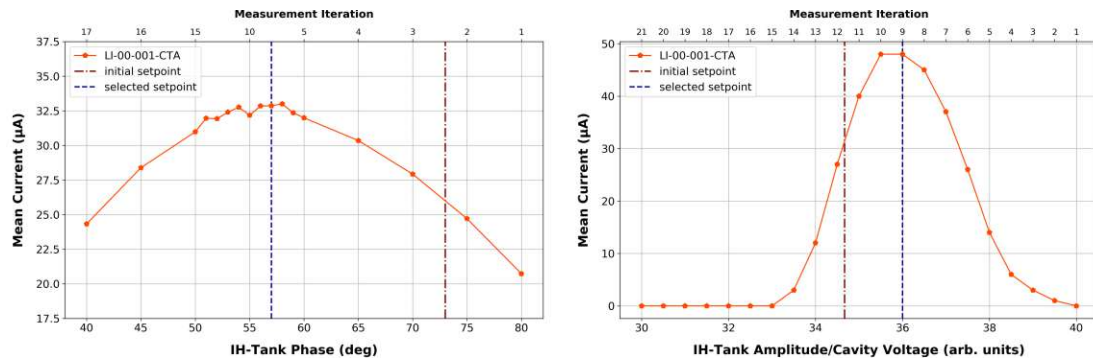 Measurement Iteration
17 16 15 10 6 5 4 3 2 1
37.5
35.0
32.5
30.0
27.5
25.0
22.5
20.0
17.5
Mean Current (μA)
LI-00-001-CTA
initial setpoint
selected setpoint
40 45 50 55 60 65 70 75 80
IH-Tank Phase (deg)
Measurement Iteration
21 20 19 18 17 16 15 14 13 12 11 10 9 8 7 6 5 4 3 2 1
50
40
30
20
10
0
Mean Current (μA)
LI-00-001-CTA
initial setpoint
selected setpoint
30 32 34 36 38 40
IH-Tank Amplitude/Cavity Voltage (arb. units)